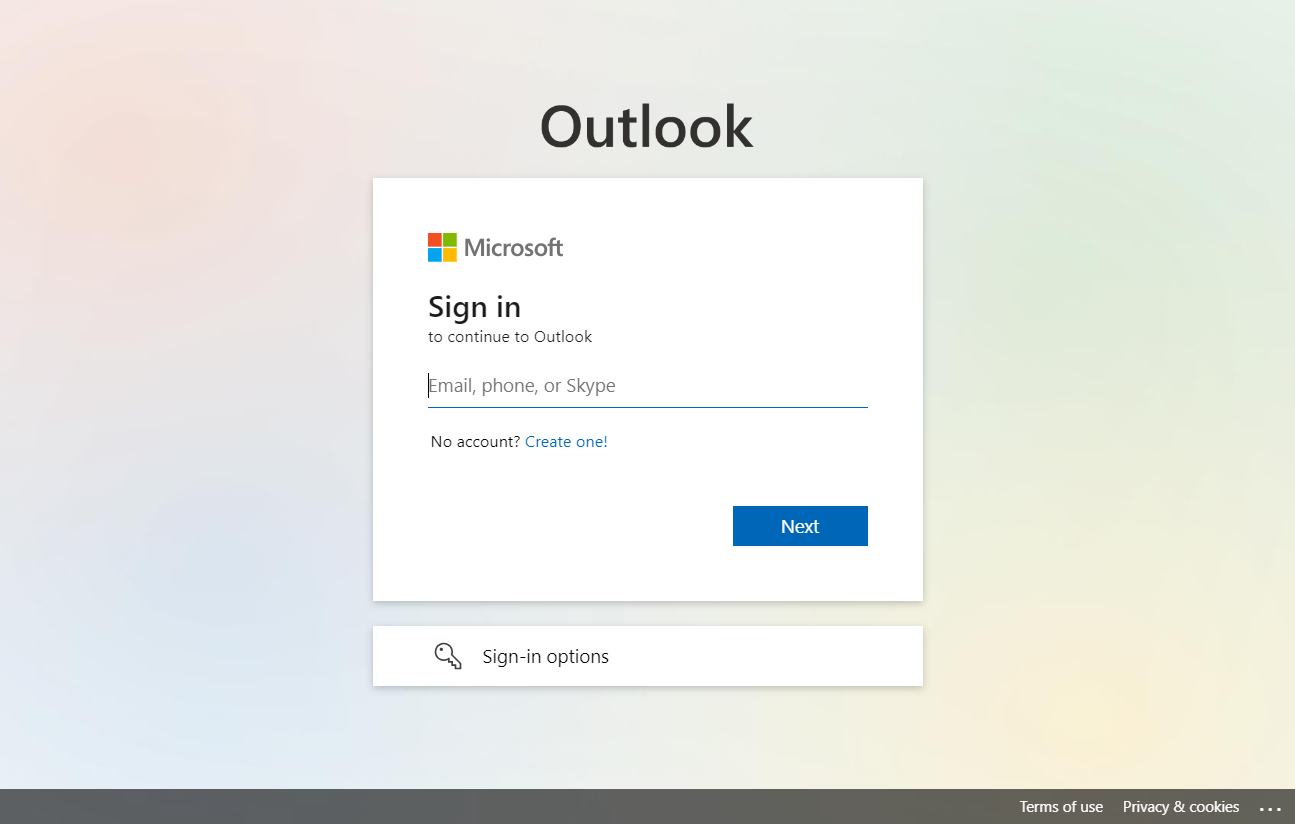 Outlook
Microsoft
Sign in
to continue to Outlook
Email, phone, or Skype
No account? Create one!
Next
Sign-in options
Terms of use Privacy & cookies ...